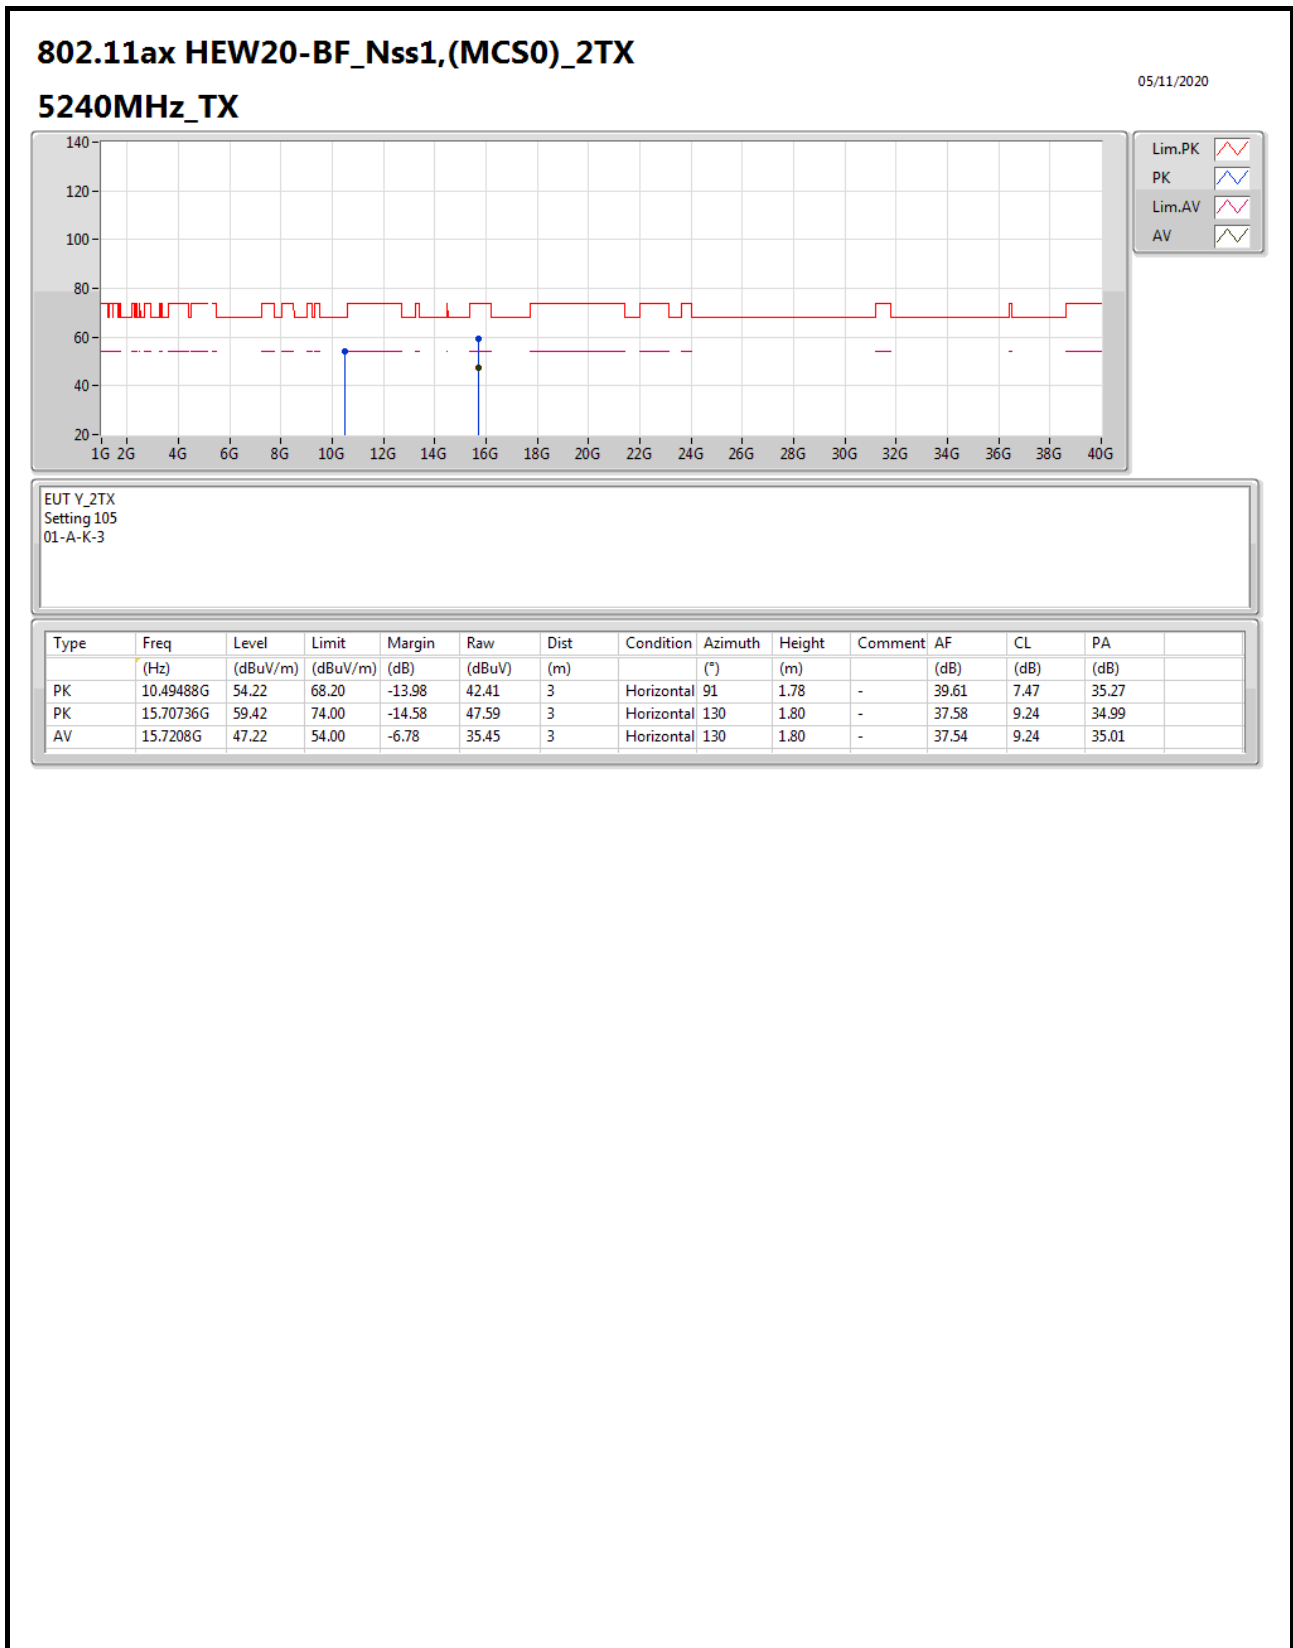 802.11ax HEW20-BF_Nss1,(MCS0)_2TX
05/11/2020
5240MHz_TX
140
120
100
80
60
40
20
1G 2G 4G 6G 8G 10G 12G 14G 16G 18G 20G 22G 24G 26G 28G 30G 32G 34G 36G 38G 40G
Lim.PK
PK
Lim.AV
AV
EUT Y_2TX
Setting 105
01-A-K-3
Type Freq Level Limit Margin Raw Dist Condition Azimuth Height Comment AF CL PA
(Hz) (dBuV/m) (dBuV/m) (dB) (dBuV) (m) (°) (m) (dB) (dB) (dB)
PK 10.49488G 54.22 68.20 -13.98 42.41 3 Horizontal 91 1.78 - 39.61 7.47 35.27
PK 15.70736G 59.42 74.00 -14.58 47.59 3 Horizontal 130 1.80 - 37.58 9.24 34.99
AV 15.7208G 47.22 54.00 -6.78 35.45 3 Horizontal 130 1.80 - 37.54 9.24 35.01